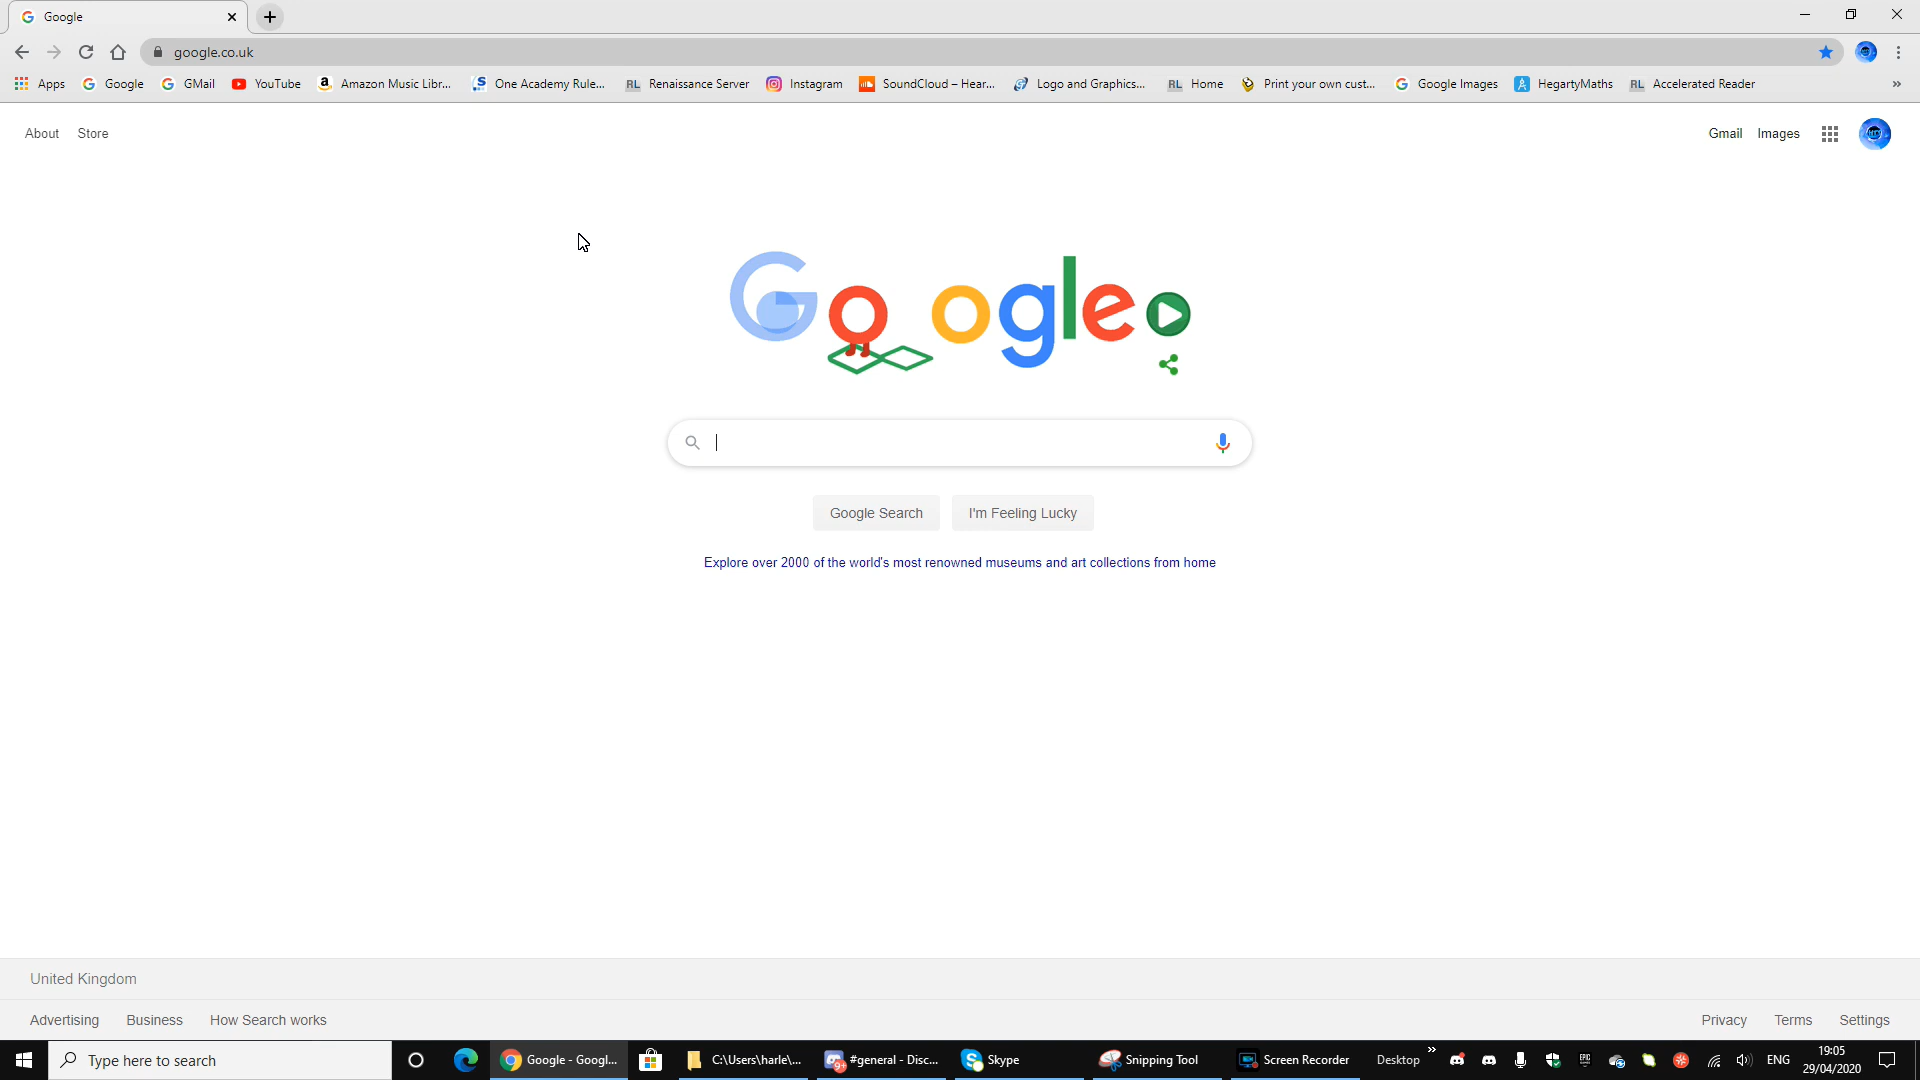 Google
google.co.uk
Apps Google GMail YouTube Amazon Music Libr... One Academy Rule... Renaissance Server Instagram SoundCloud – Hear... Logo and Graphics... RL Home Print your own cust... Google Images HegartyMaths RL Accelerated Reader »
About Store
Gmail Images
Google
Google Search I'm Feeling Lucky
Explore over 2000 of the world's most renowned museums and art collections from home
United Kingdom
Advertising Business How Search works
Privacy Terms Settings
Type here to search
Google - Googl... C:\Users\harle\... #general - Disc... Skype Snipping Tool Screen Recorder Desktop » ENG
19:05
29/04/2020